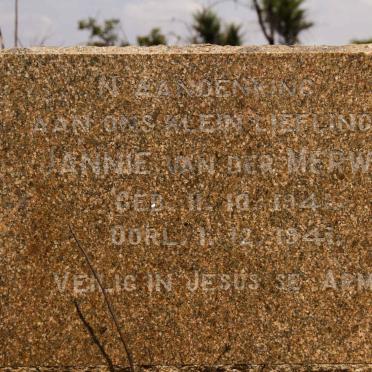 N AANDENKING
AAN ONS KLEIN LIEFLING
JANNIE VAN DER MERW
GEB. 11. 10. 1941.
OORL. 1. 12. 1941.
VEILIG IN JESUS SE ARM